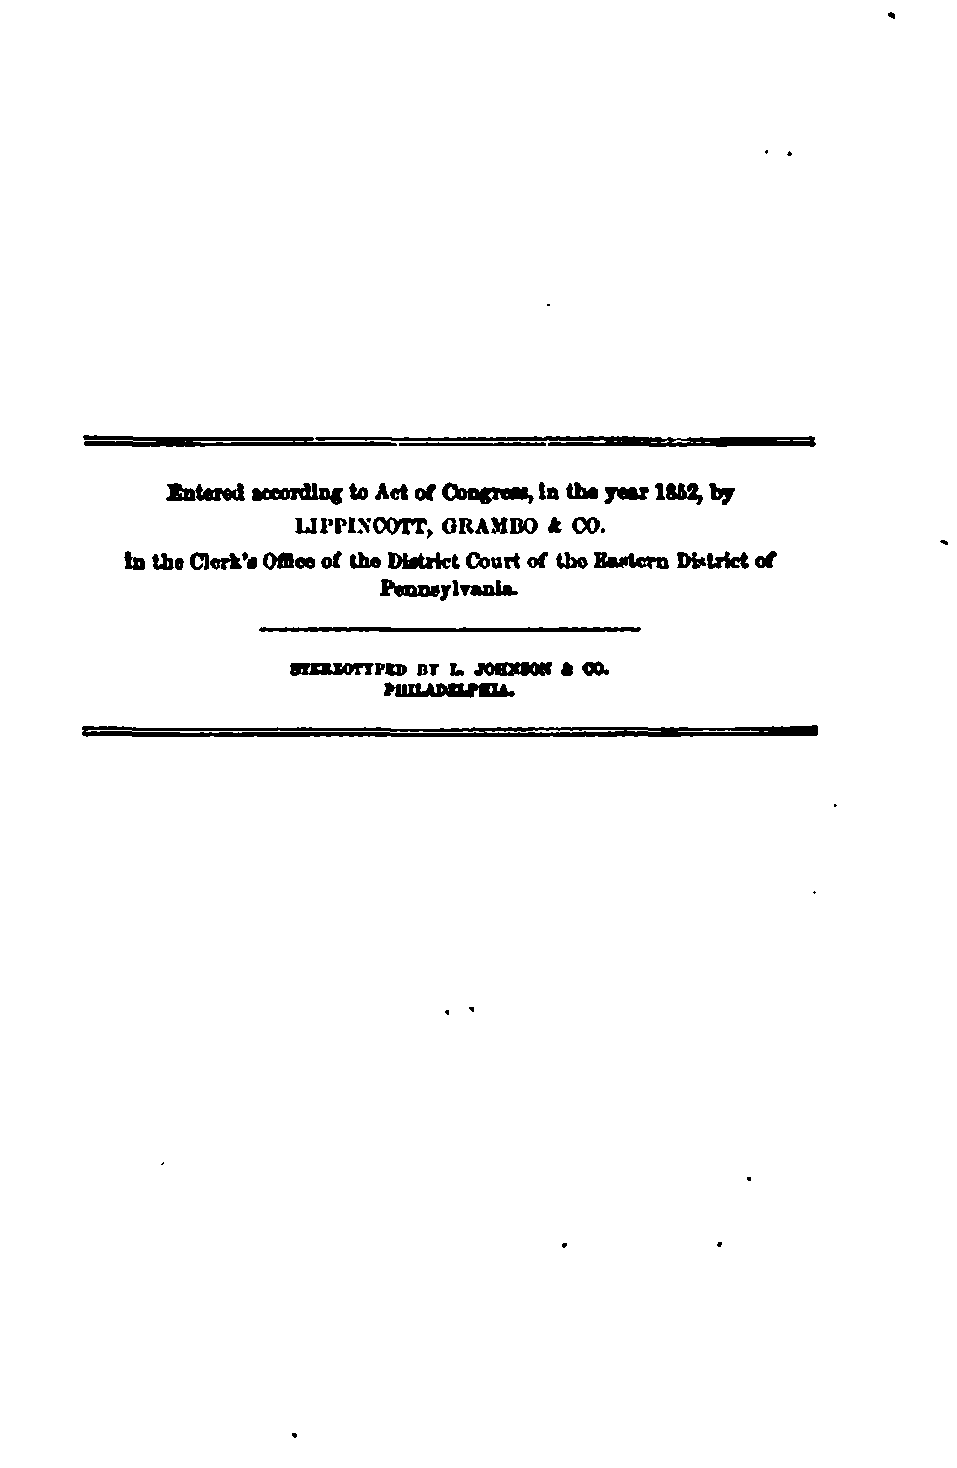 Entered according to Act of Congress, in the year 1852, by
LIPPINCOTT, GRAMBO & CO.
in the Clerk's Office of the District Court of the Eastern District of
Pennsylvania.
STEREOTYPED BY L. JOHNSON & CO.
PHILADELPHIA.